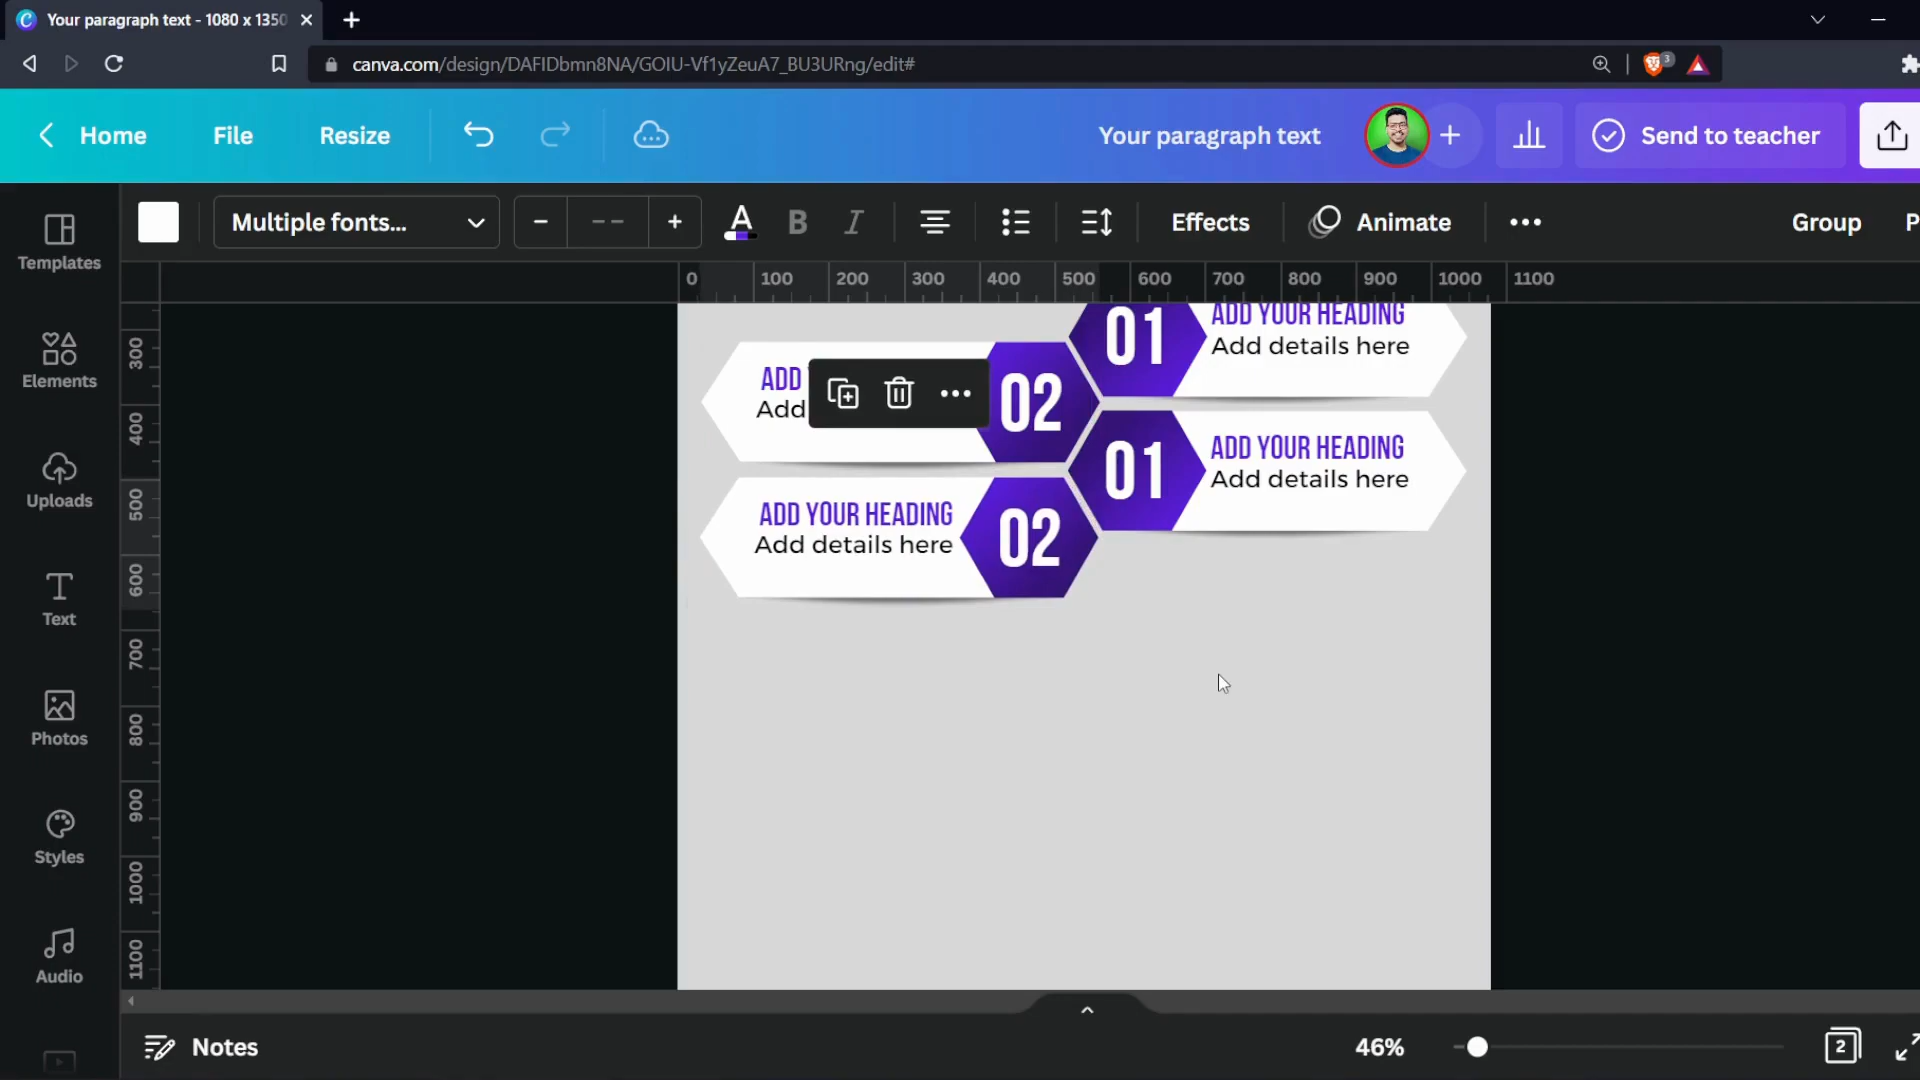 Your paragraph text - 1080 x 1350
canva.com/design/DAFIDbmn8NA/GOIU-Vf1yZeuA7_BU3URng/edit#
3
Home
File
Resize
Your paragraph text
Send to teacher
Multiple fonts...
- -- +
A B I
Effects
Animate
Group
P
Templates
Elements
Uploads
Text
Photos
Styles
Audio
0 100 200 300 400 500 600 700 800 900 1000 1100
300
400
500
600
700
800
900
1000
1100
01
ADD YOUR HEADING
Add details here
ADD
Add
02
01
ADD YOUR HEADING
Add details here
ADD YOUR HEADING
Add details here
02
Notes
46%
2